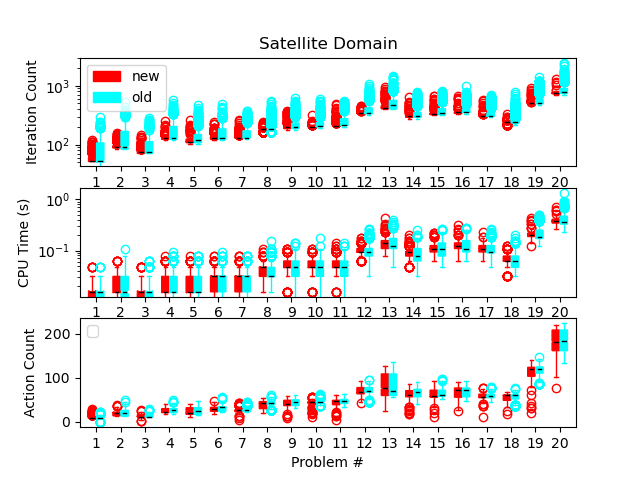 Satellite Domain
Iteration Count
10³
10²
new
old
1 2 3 4 5 6 7 8 9 10 11 12 13 14 15 16 17 18 19 20
CPU Time (s)
10⁰
10⁻¹
1 2 3 4 5 6 7 8 9 10 11 12 13 14 15 16 17 18 19 20
Action Count
200
100
0
1 2 3 4 5 6 7 8 9 10 11 12 13 14 15 16 17 18 19 20
Problem #